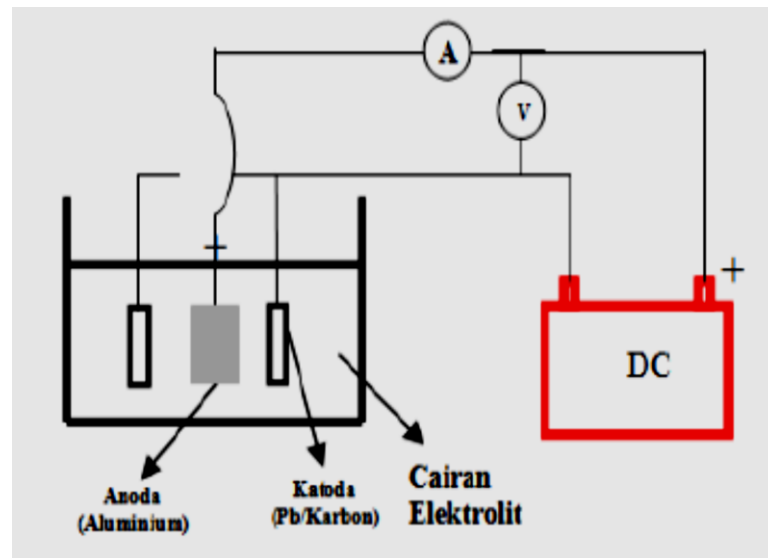 A
V
+
+
DC
Anoda
(Aluminium)
Katoda
(Pb/Karbon)
Cairan
Elektrolit